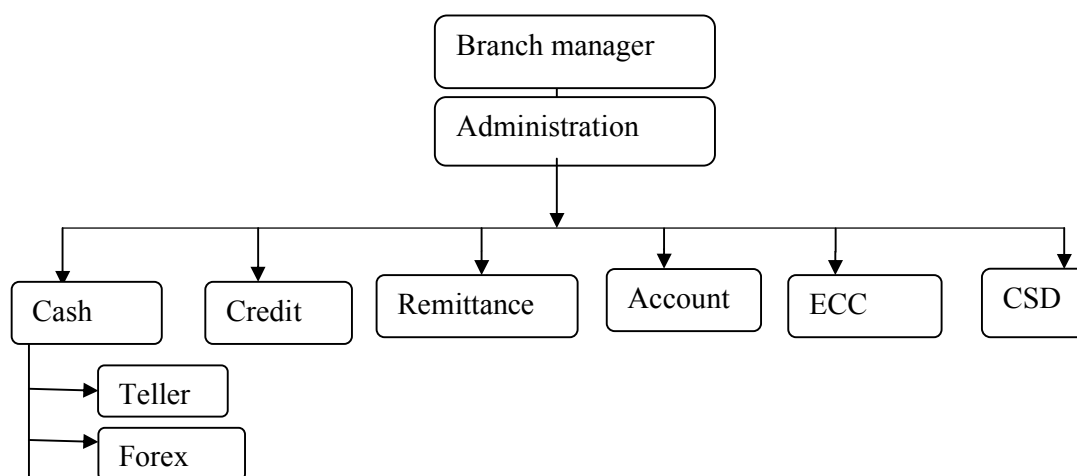 Branch manager
Administration
Cash
Credit
Remittance
Account
ECC
CSD
Teller
Forex